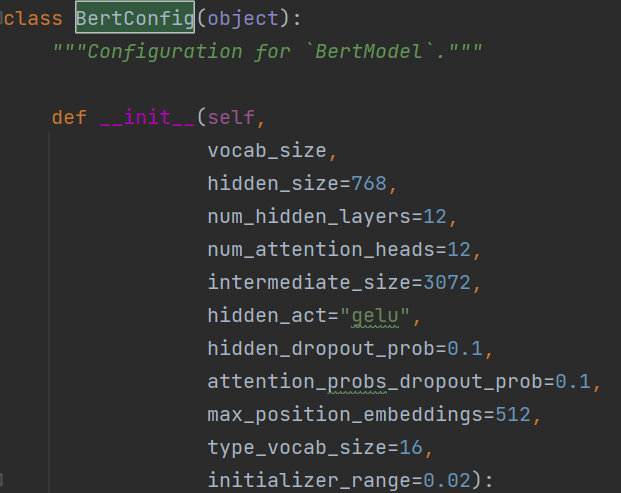 class BertConfig(object):
"""Configuration for `BertModel`."""
def __init__(self,
vocab_size,
hidden_size=768,
num_hidden_layers=12,
num_attention_heads=12,
intermediate_size=3072,
hidden_act="gelu",
hidden_dropout_prob=0.1,
attention_probs_dropout_prob=0.1,
max_position_embeddings=512,
type_vocab_size=16,
initializer_range=0.02):